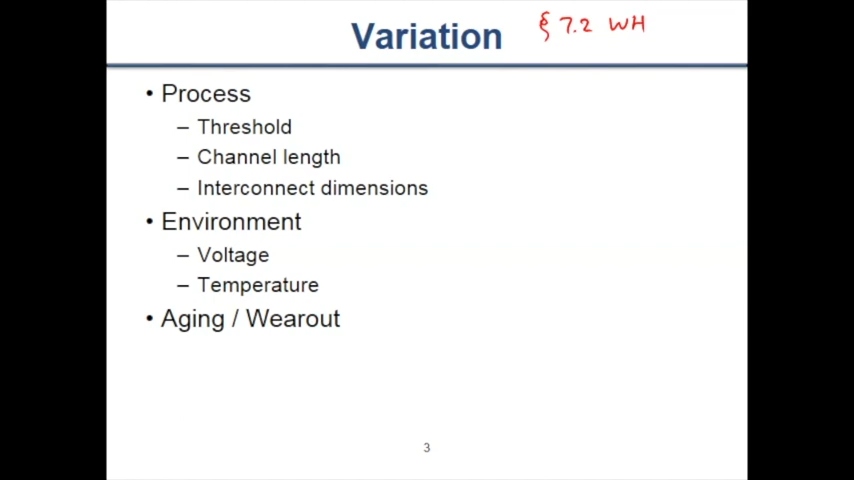 Variation § 7.2 WH
• Process
– Threshold
– Channel length
– Interconnect dimensions
• Environment
– Voltage
– Temperature
• Aging / Wearout
3